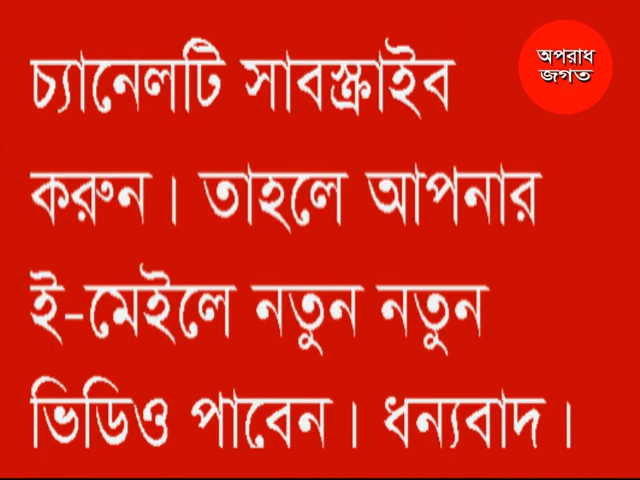 চ্যানেলটি সাবস্ক্রাইব
করুন। তাহলে আপনার
ই-মেইলে নতুন নতুন
ভিডিও পাবেন। ধন্যবাদ।
অপরাধ
জগত